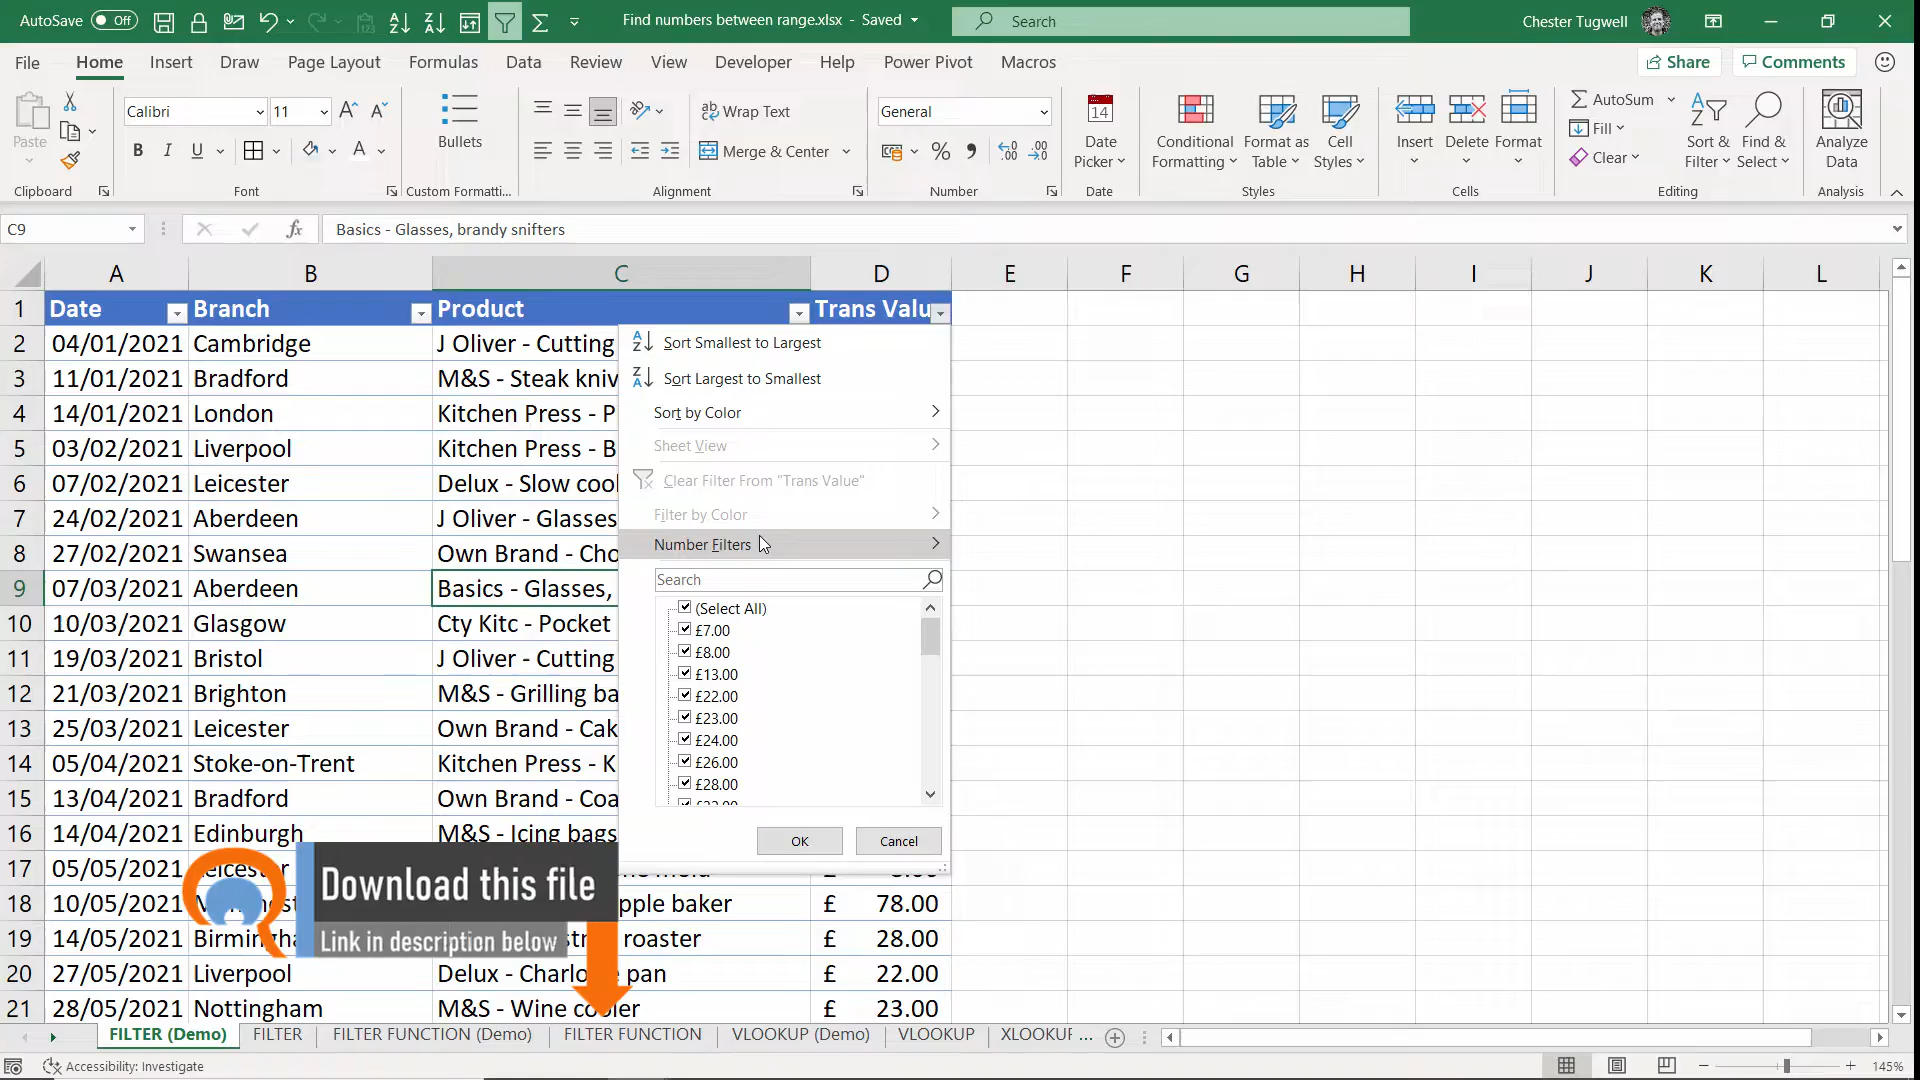 AutoSave Off Find numbers between range.xlsx - Saved Search Chester Tugwell
File Home Insert Draw Page Layout Formulas Data Review View Developer Help Power Pivot Macros Share Comments
Paste Calibri 11 Bullets Wrap Text Merge & Center General Date Picker Conditional Formatting Format as Table Cell Styles Insert Delete Format AutoSum Fill Clear Sort & Filter Find & Select Analyze Data
B I U A
Clipboard Font Custom Formatti... Alignment Number Date Styles Cells Editing Analysis
C9 fx Basics - Glasses, brandy snifters
A B C D E F G H I J K L
1 Date Branch Product Trans Valu
2 04/01/2021 Cambridge J Oliver - Cutting
3 11/01/2021 Bradford M&S - Steak kniv
4 14/01/2021 London Kitchen Press - P
5 03/02/2021 Liverpool Kitchen Press - B
6 07/02/2021 Leicester Delux - Slow cool
7 24/02/2021 Aberdeen J Oliver - Glasses
8 27/02/2021 Swansea Own Brand - Cho
9 07/03/2021 Aberdeen Basics - Glasses,
10 10/03/2021 Glasgow Cty Kitc - Pocket
11 19/03/2021 Bristol J Oliver - Cutting
12 21/03/2021 Brighton M&S - Grilling ba
13 25/03/2021 Leicester Own Brand - Cak
14 05/04/2021 Stoke-on-Trent Kitchen Press - K
15 13/04/2021 Bradford Own Brand - Coa
16 14/04/2021 Edinburgh M&S - Icing bags
17 05/05/2021
18 10/05/2021 pple baker £ 78.00
19 14/05/2021 roaster £ 28.00
20 27/05/2021 Liverpool Delux - pan £ 22.00
21 28/05/2021 Nottingham M&S - Wine cooler £ 23.00
Sort Smallest to Largest
Sort Largest to Smallest
Sort by Color
Sheet View
Clear Filter From "Trans Value"
Filter by Color
Number Filters
Search
(Select All)
£7.00
£8.00
£13.00
£22.00
£23.00
£24.00
£26.00
£28.00
OK Cancel
Download this file
Link in description below
FILTER (Demo) FILTER FILTER FUNCTION (Demo) FILTER FUNCTION VLOOKUP (Demo) VLOOKUP XLOOKUP ...
Accessibility: Investigate 145%